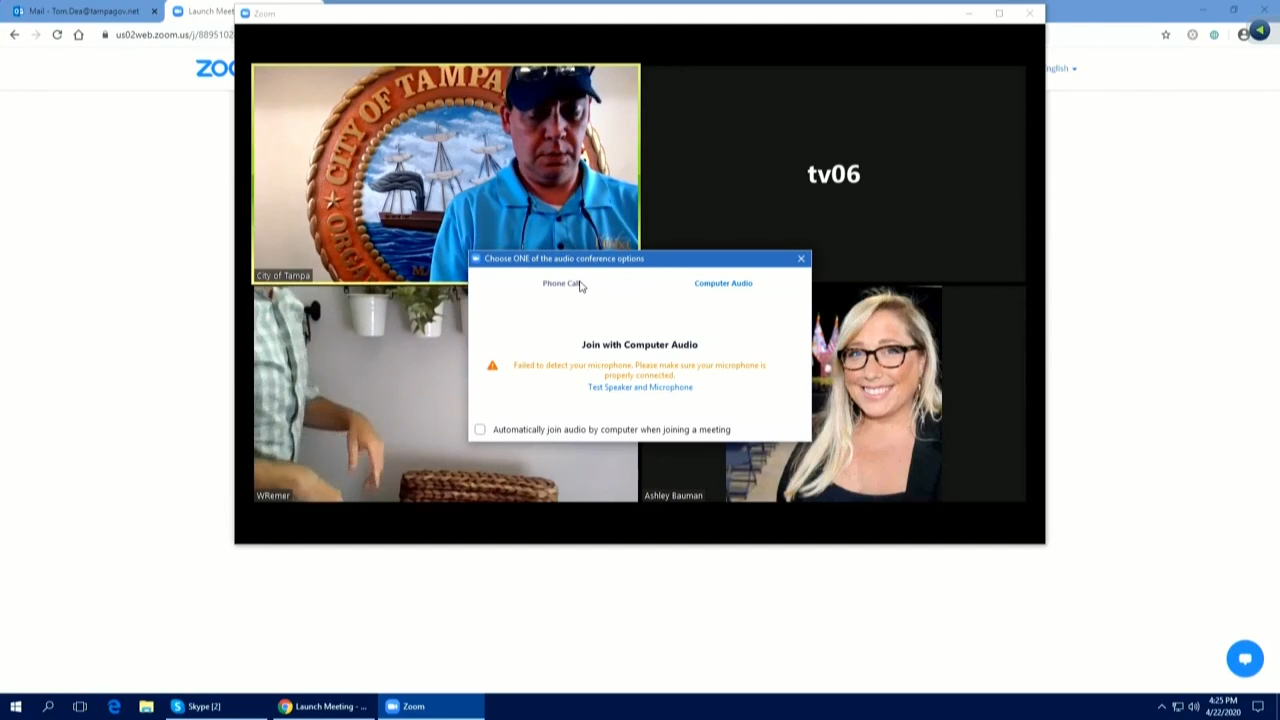 Mail - Tom.Dea@tampagov.net
Launch Meet
Zoom
us02web.zoom.us/j/889510
ZOO
nglish
CITY OF TAMPA
tv06
City of Tampa
Choose ONE of the audio conference options
Phone Call
Computer Audio
Join with Computer Audio
Failed to detect your microphone. Please make sure your microphone is
properly connected.
Test Speaker and Microphone
Automatically join audio by computer when joining a meeting
WRemer
Ashley Bauman
Skype [2]
Launch Meeting - ...
Zoom
4:25 PM
4/22/2020